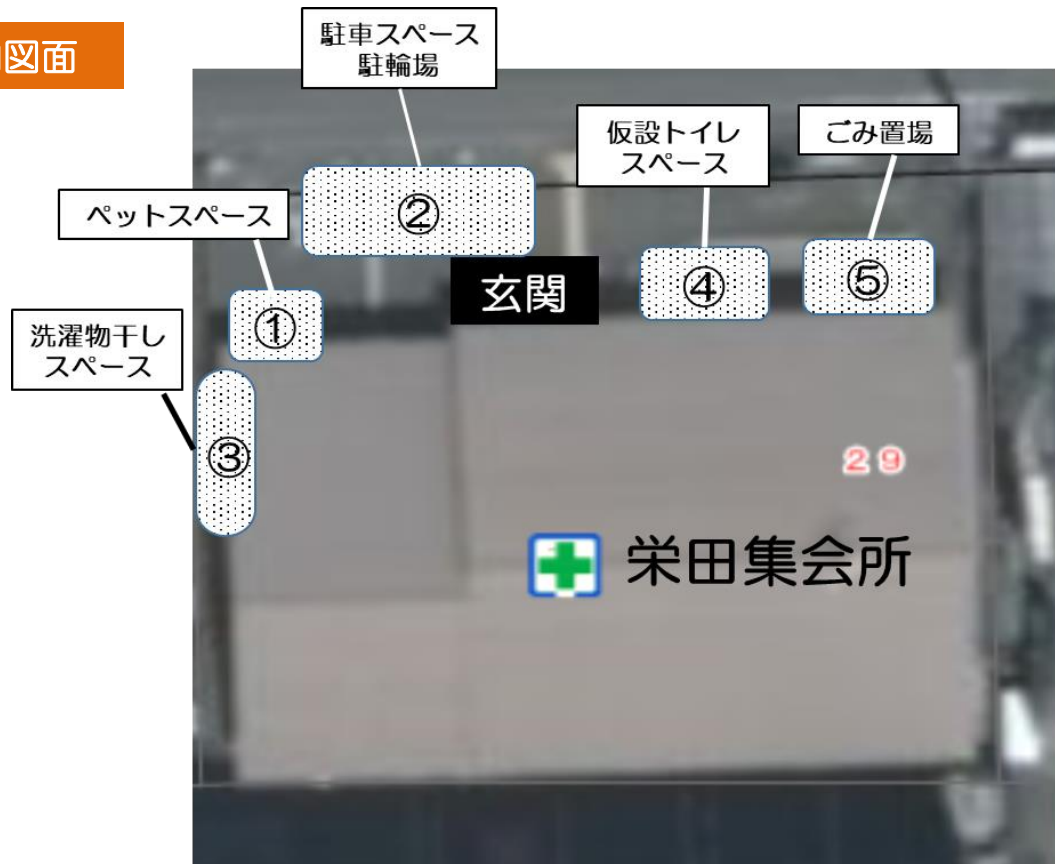 図面
駐車スペース
駐輪場
仮設トイレ
スペース
ごみ置場
ペットスペース
②
④
⑤
玄関
①
洗濯物干し
スペース
③
29
栄田集会所